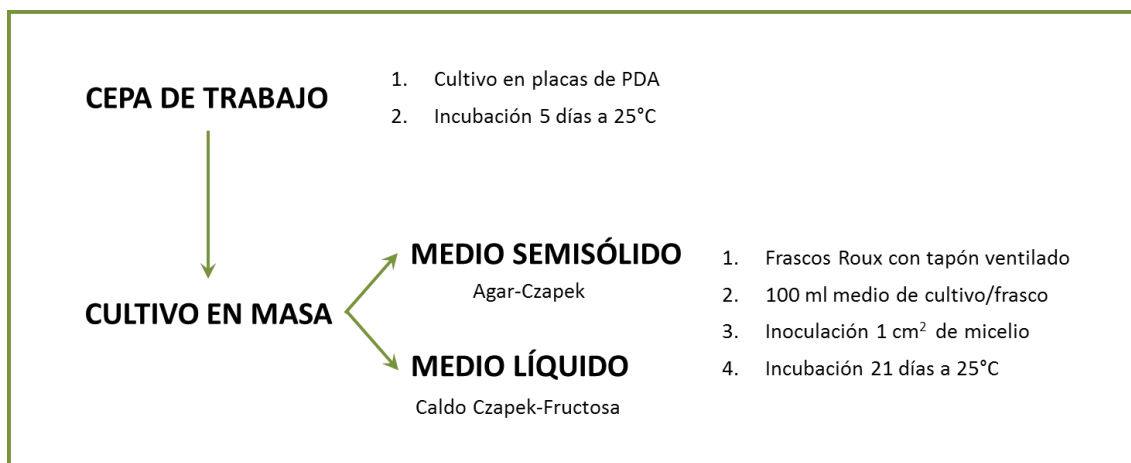 CEPA DE TRABAJO
1. Cultivo en placas de PDA
2. Incubación 5 días a 25°C
CULTIVO EN MASA
MEDIO SEMISÓLIDO
Agar-Czapek
MEDIO LÍQUIDO
Caldo Czapek-Fructosa
1. Frascos Roux con tapón ventilado
2. 100 ml medio de cultivo/frasco
3. Inoculación 1 cm² de micelio
4. Incubación 21 días a 25°C